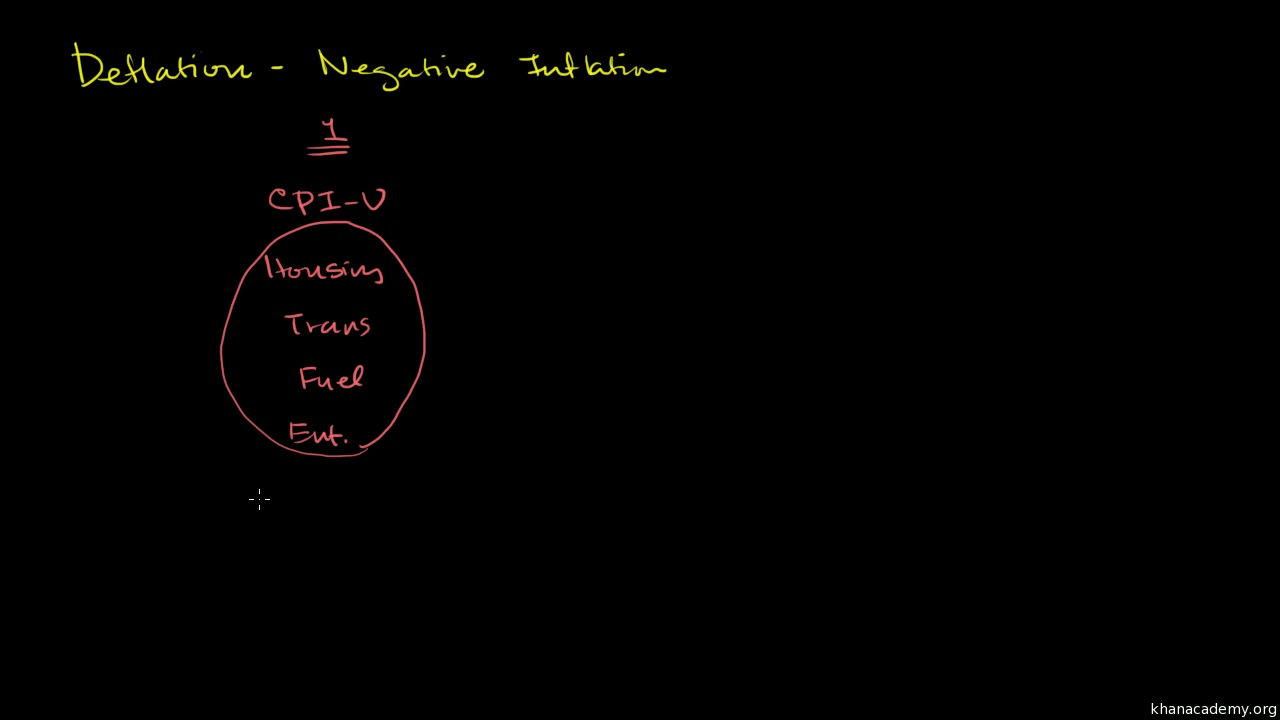 Deflation - Negative Inflation
1
CPI-U
Housing
Trans
Fuel
Ent.
khanacademy.org